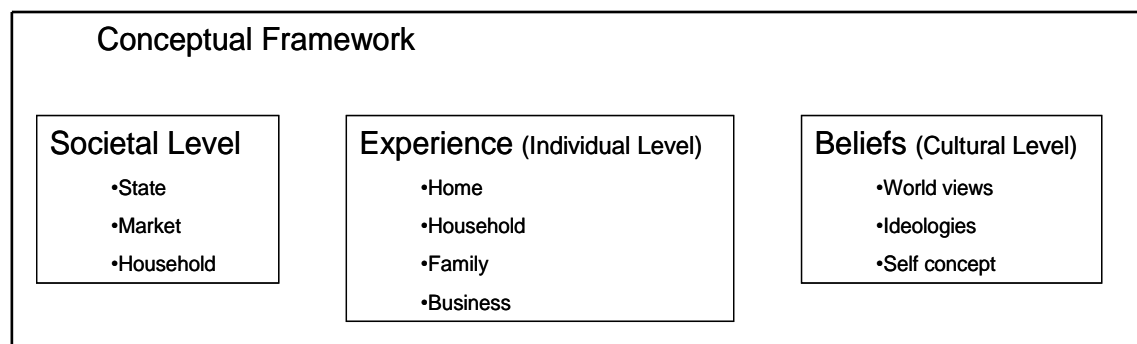 Conceptual Framework
Societal Level
•State
•Market
•Household
Experience (Individual Level)
•Home
•Household
•Family
•Business
Beliefs (Cultural Level)
•World views
•Ideologies
•Self concept